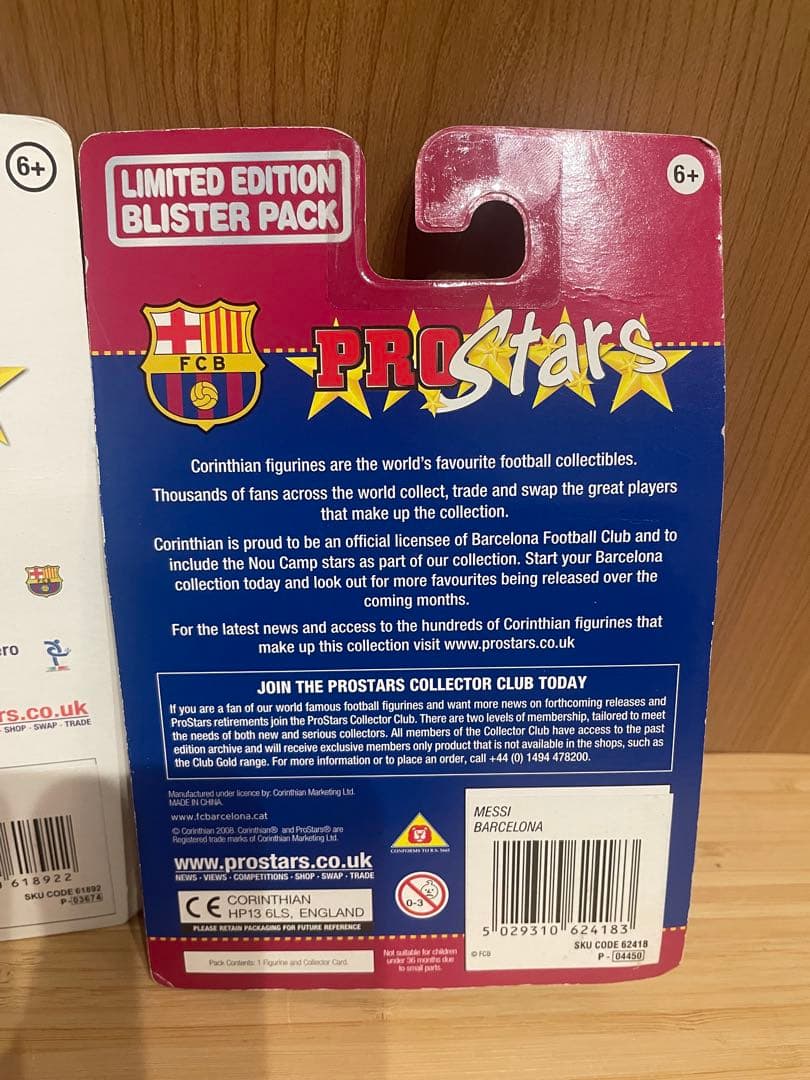 6+
LIMITED EDITION
BLISTER PACK
6+
FCB
PROStars
Corinthian figurines are the world's favourite football collectibles.
Thousands of fans across the world collect, trade and swap the great players
that make up the collection.
Corinthian is proud to be an official licensee of Barcelona Football Club and to
include the Nou Camp stars as part of our collection. Start your Barcelona
collection today and look out for more favourites being released over the
coming months.
For the latest news and access to the hundreds of Corinthian figurines that
make up this collection visit www.prostars.co.uk
JOIN THE PROSTARS COLLECTOR CLUB TODAY
If you are a fan of our world famous football figurines and want more news on forthcoming releases and
ProStars retirements join the ProStars Collector Club. There are two levels of membership, tailored to meet
the needs of both new and serious collectors. All members of the Collector Club have access to the past
edition archive and will receive exclusive members only product that is not available in the shops, such as
the Club Gold range. For more information or to place an order, call +44 (0) 1494 478200.
Manufactured under licence by: Corinthian Marketing Ltd.
MADE IN CHINA
www.fcbarcelona.cat
© Corinthian 2008. Corinthian® and ProStars® are
Registered trade marks of Corinthian Marketing Ltd.
www.prostars.co.uk
NEWS - VIEWS - COMPETITIONS - SHOP - SWAP - TRADE
CE CORINTHIAN
HP13 6LS, ENGLAND
PLEASE RETAIN PACKAGING FOR FUTURE REFERENCE
Pack Contents: 1 Figurine and Collector Card.
CONFORMS TO B.S. 5665
0-3
Not suitable for children
under 36 months due
to small parts.
MESSI
BARCELONA
5 029310 624183
SKU CODE 62418
P - 04450
© FCB
ero
rs.co.uk
SHOP - SWAP - TRADE
618922
SKU CODE 61892
P-03674